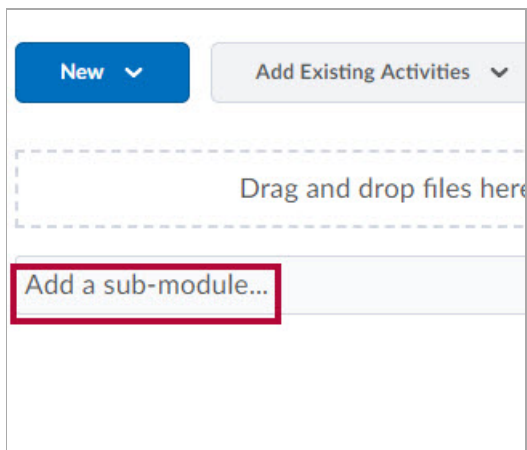 New
Add Existing Activities
Drag and drop files here
Add a sub-module...